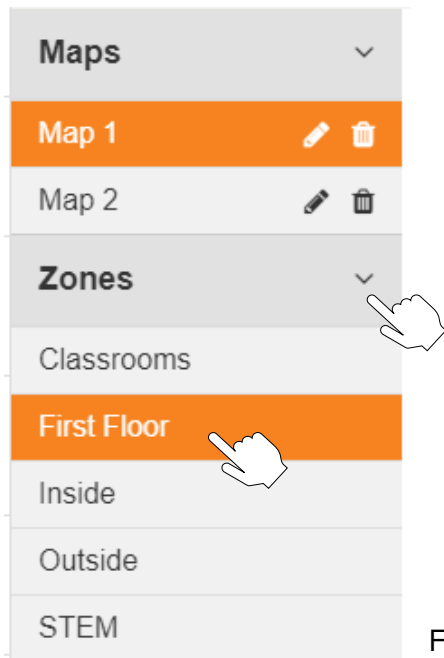 Maps
Map 1
Map 2
Zones
Classrooms
First Floor
Inside
Outside
STEM
F